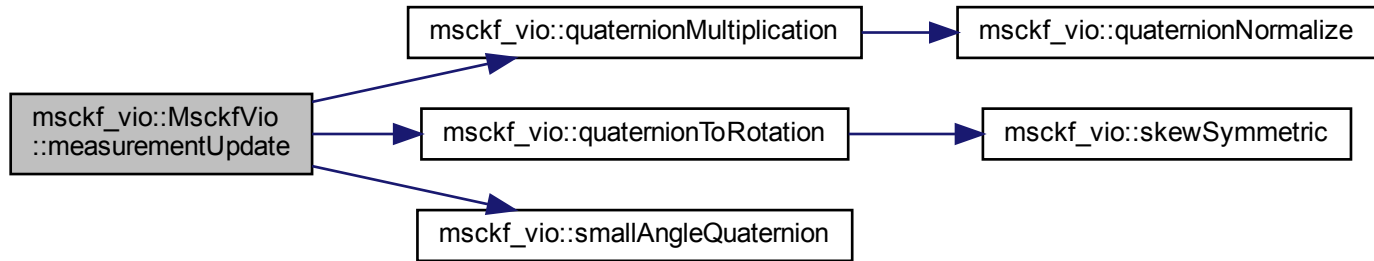 msckf_vio::MsckfVio
::measurementUpdate
msckf_vio::quaternionMultiplication
msckf_vio::quaternionNormalize
msckf_vio::quaternionToRotation
msckf_vio::skewSymmetric
msckf_vio::smallAngleQuaternion